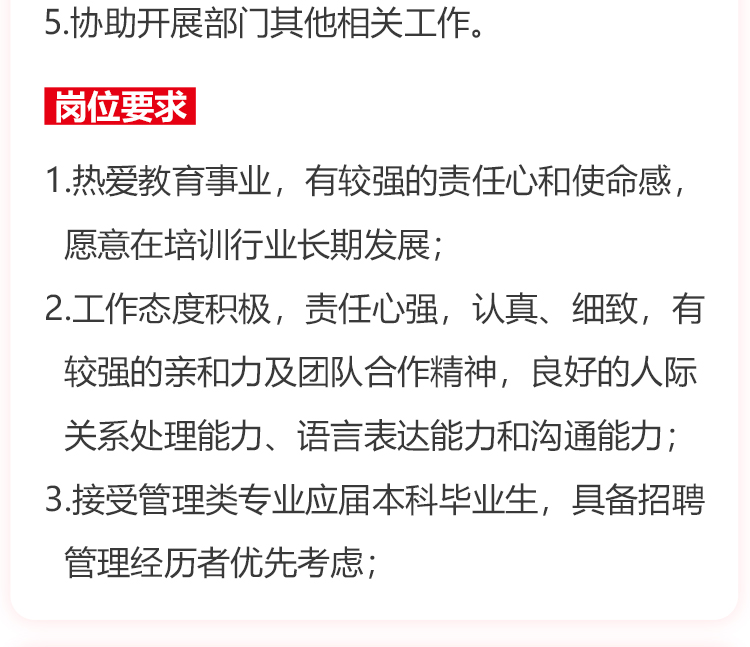 5.协助开展部门其他相关工作。
岗位要求
1.热爱教育事业，有较强的责任心和使命感，
愿意在培训行业长期发展；
2.工作态度积极，责任心强，认真、细致，有
较强的亲和力及团队合作精神，良好的人际
关系处理能力、语言表达能力和沟通能力；
3.接受管理类专业应届本科毕业生，具备招聘
管理经历者优先考虑；